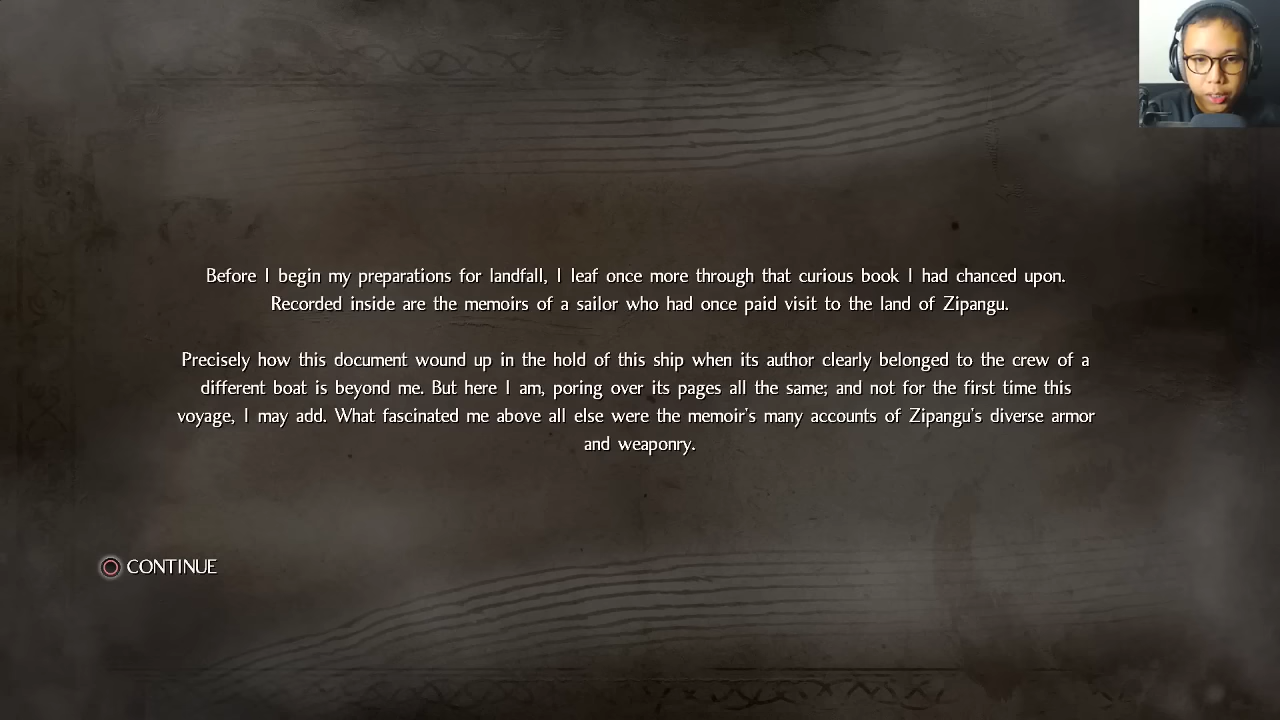 Before I begin my preparations for landfall, I leaf once more through that curious book I had chanced upon.
Recorded inside are the memoirs of a sailor who had once paid visit to the land of Zipangu.
Precisely how this document wound up in the hold of this ship when its author clearly belonged to the crew of a
different boat is beyond me. But here I am, poring over its pages all the same; and not for the first time this
voyage, I may add. What fascinated me above all else were the memoir's many accounts of Zipangu's diverse armor
and weaponry.
CONTINUE